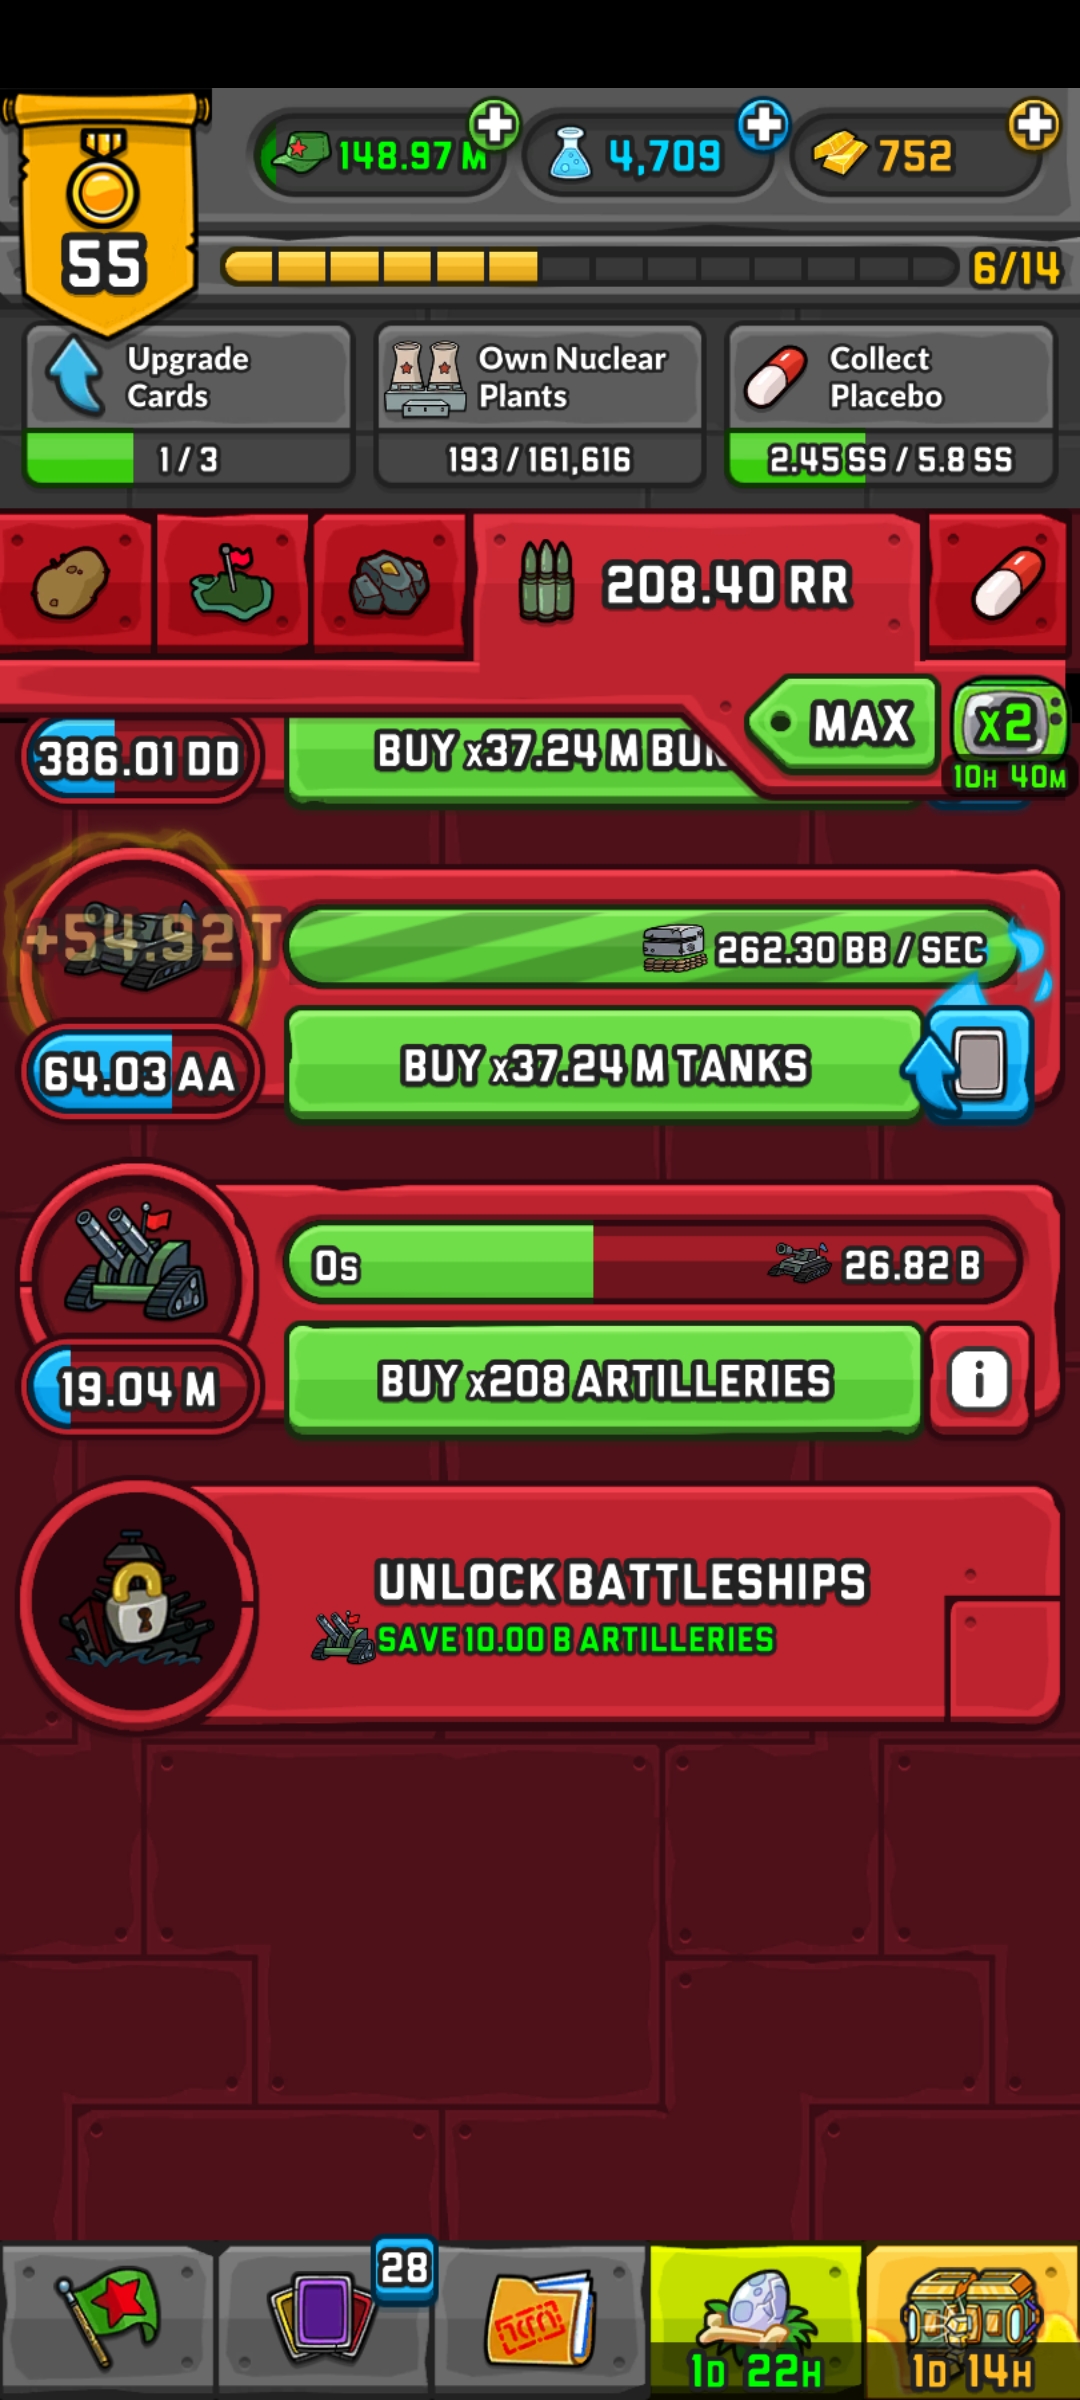 148.97 M
4,709
752
55
6/14
Upgrade
Cards
1 / 3
Own Nuclear
Plants
193 / 161,616
Collect
Placebo
2.45 SS / 5.8 SS
208.40 RR
MAX
x2
10H 40M
386.01 DD
BUY x37.24 M
+54.92 T
262.30 BB / SEC
64.03 AA
BUY x37.24 M TANKS
0s
26.82 B
19.04 M
BUY x208 ARTILLERIES
i
UNLOCK BATTLESHIPS
SAVE 10.00 B ARTILLERIES
28
1D 22H
1D 14H